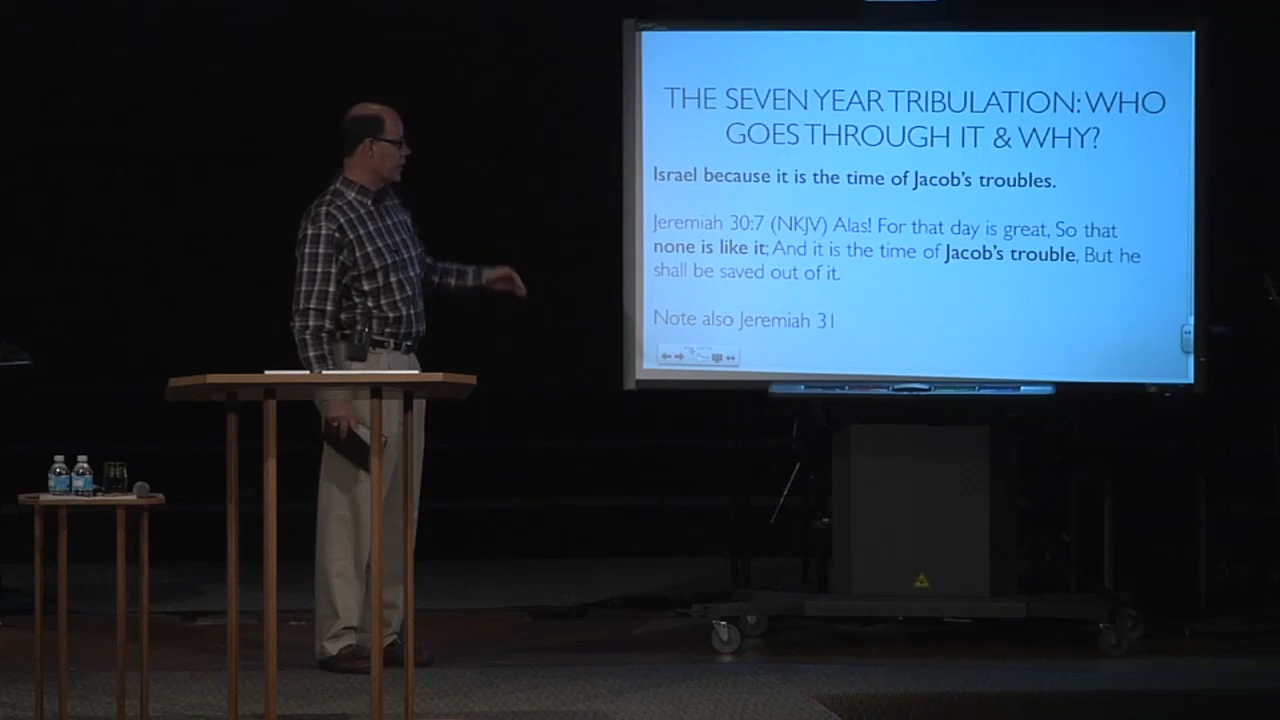 THE SEVEN YEAR TRIBULATION: WHO
GOES THROUGH IT & WHY?
Israel because it is the time of Jacob's troubles.
Jeremiah 30:7 (NKJV) Alas! For that day is great, So that
none is like it; And it is the time of Jacob's trouble, But he
shall be saved out of it.
Note also Jeremiah 31